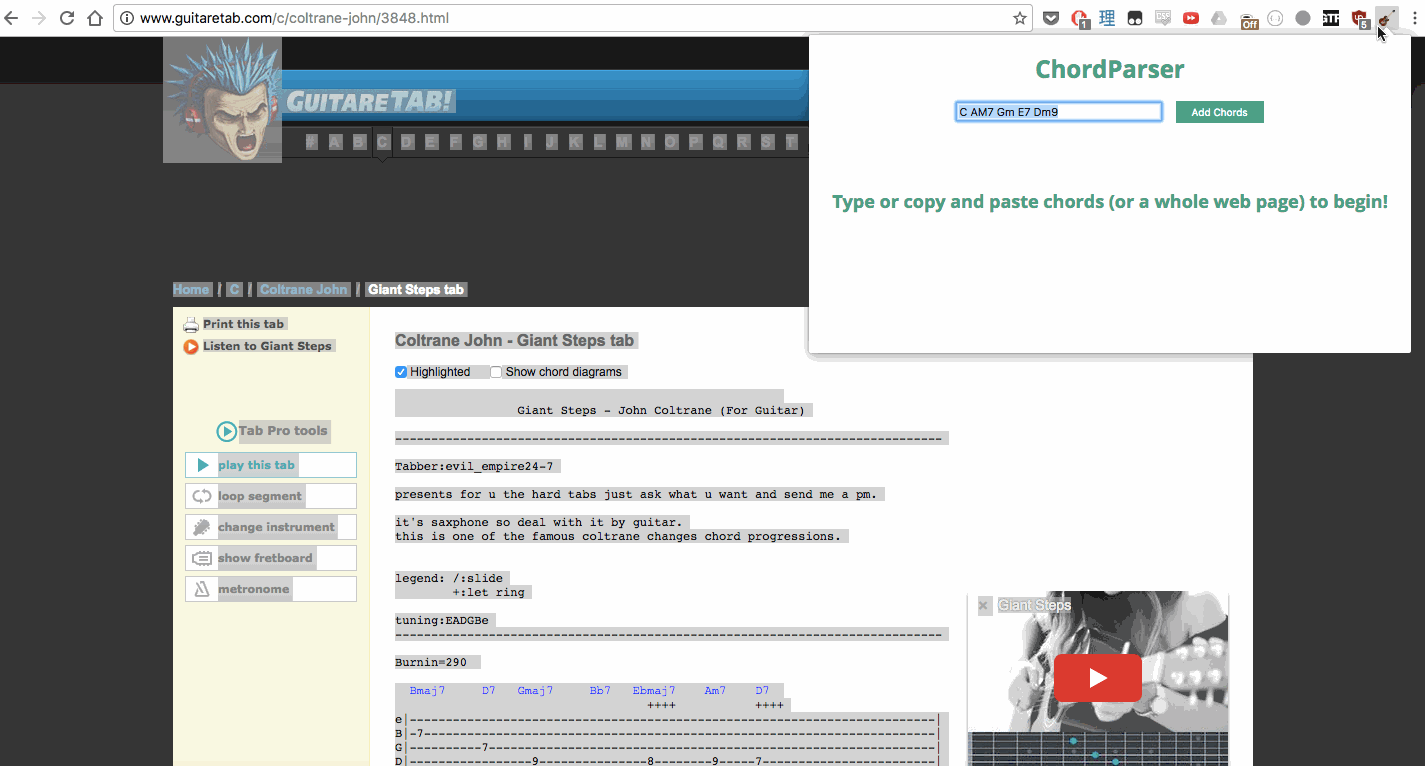 www.guitaretab.com/c/coltrane-john/3848.html
1
理
Off
GTP
5
GUITARETAB!
# A B C D E F G H I J K L M N O P Q R S T
ChordParser
C AM7 Gm E7 Dm9
Add Chords
Type or copy and paste chords (or a whole web page) to begin!
Home / C / Coltrane John / Giant Steps tab
Print this tab
Listen to Giant Steps
Tab Pro tools
play this tab
loop segment
change instrument
show fretboard
metronome
Coltrane John - Giant Steps tab
Highlighted Show chord diagrams
Giant Steps - John Coltrane (For Guitar)
----------------------------------------------------------------------------
Tabber:evil_empire24-7
presents for u the hard tabs just ask what u want and send me a pm.
it's saxphone so deal with it by guitar.
this is one of the famous coltrane changes chord progressions.
legend: /:slide
+:let ring
tuning:EADGBe
----------------------------------------------------------------------------
Burnin=290
Bmaj7 D7 Gmaj7 Bb7 Ebmaj7 Am7 D7
++++ ++++
e|-------------------------------------------------------------------------|
B|-7-----------------------------------------------------------------------|
G|----------7--------------------------------------------------------------|
D|-----------------9---------------8--------9-----7------------------------|
× Giant Steps